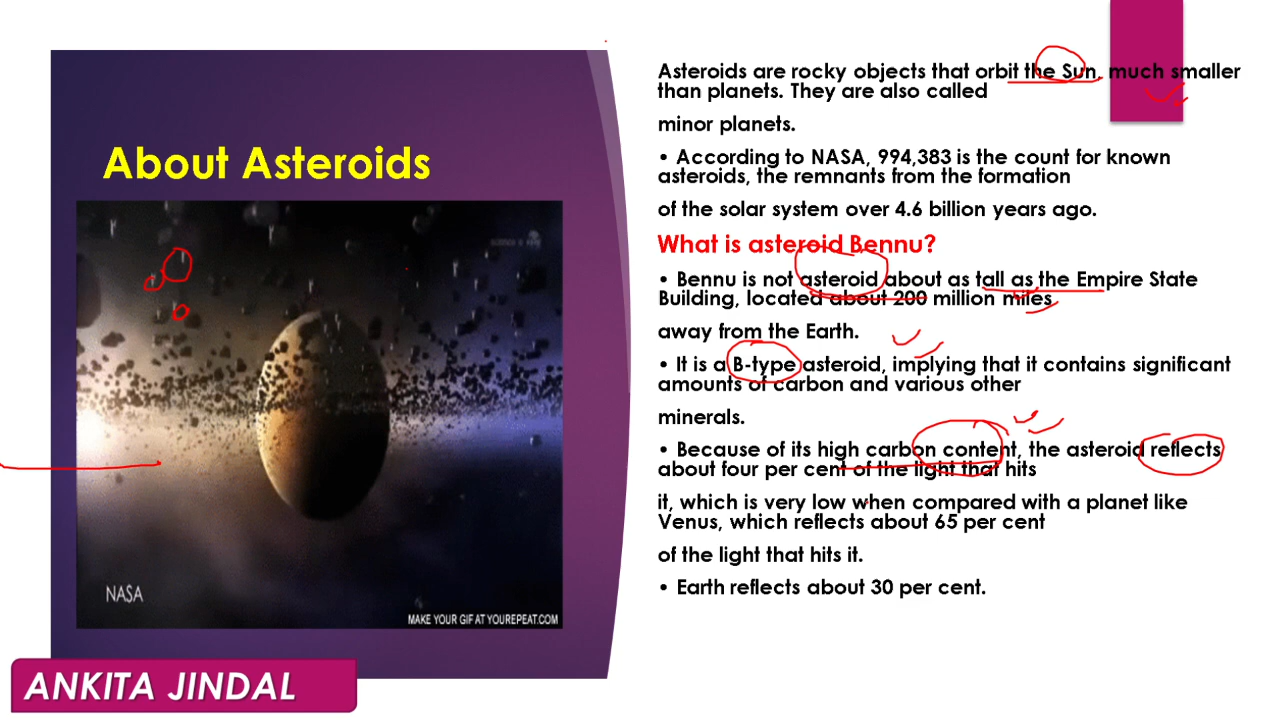 About Asteroids
NASA
MAKE YOUR GIF AT YOUREPEAT.COM
ANKITA JINDAL
Asteroids are rocky objects that orbit the Sun, much smaller
than planets. They are also called
minor planets.
• According to NASA, 994,383 is the count for known
asteroids, the remnants from the formation
of the solar system over 4.6 billion years ago.
What is asteroid Bennu?
• Bennu is not asteroid about as tall as the Empire State
Building, located about 200 million miles
away from the Earth.
• It is a B-type asteroid, implying that it contains significant
amounts of carbon and various other
minerals.
• Because of its high carbon content, the asteroid reflects
about four per cent of the light that hits
it, which is very low when compared with a planet like
Venus, which reflects about 65 per cent
of the light that hits it.
• Earth reflects about 30 per cent.